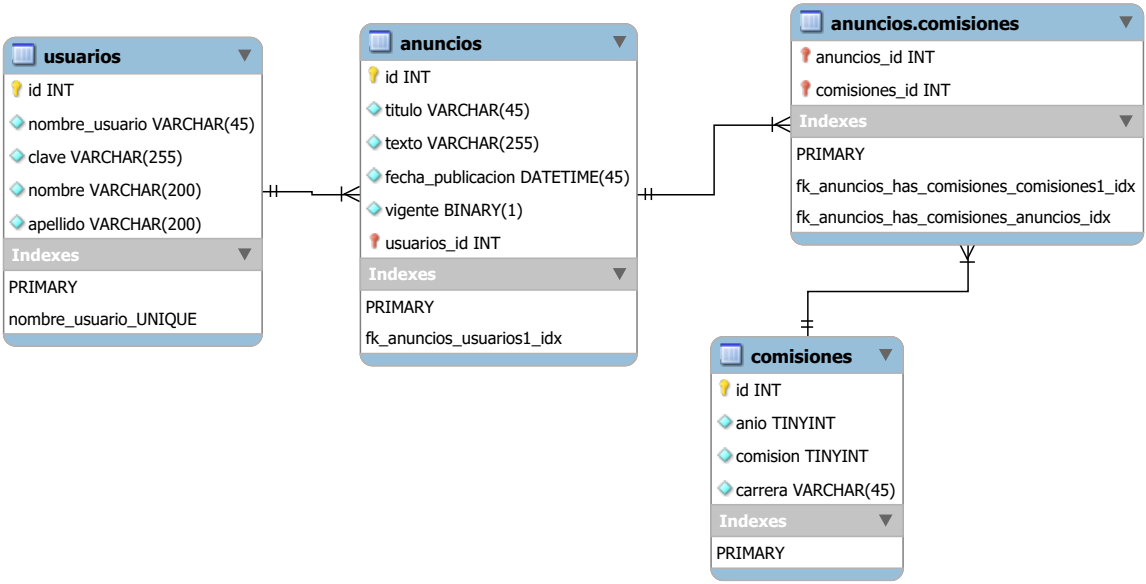 usuarios
id INT
nombre_usuario VARCHAR(45)
clave VARCHAR(255)
nombre VARCHAR(200)
apellido VARCHAR(200)
Indexes
PRIMARY
nombre_usuario_UNIQUE
anuncios
id INT
titulo VARCHAR(45)
texto VARCHAR(255)
fecha_publicacion DATETIME(45)
vigente BINARY(1)
usuarios_id INT
Indexes
PRIMARY
fk_anuncios_usuarios1_idx
anuncios.comisiones
anuncios_id INT
comisiones_id INT
Indexes
PRIMARY
fk_anuncios_has_comisiones_comisiones1_idx
fk_anuncios_has_comisiones_anuncios_idx
comisiones
id INT
anio TINYINT
comision TINYINT
carrera VARCHAR(45)
Indexes
PRIMARY